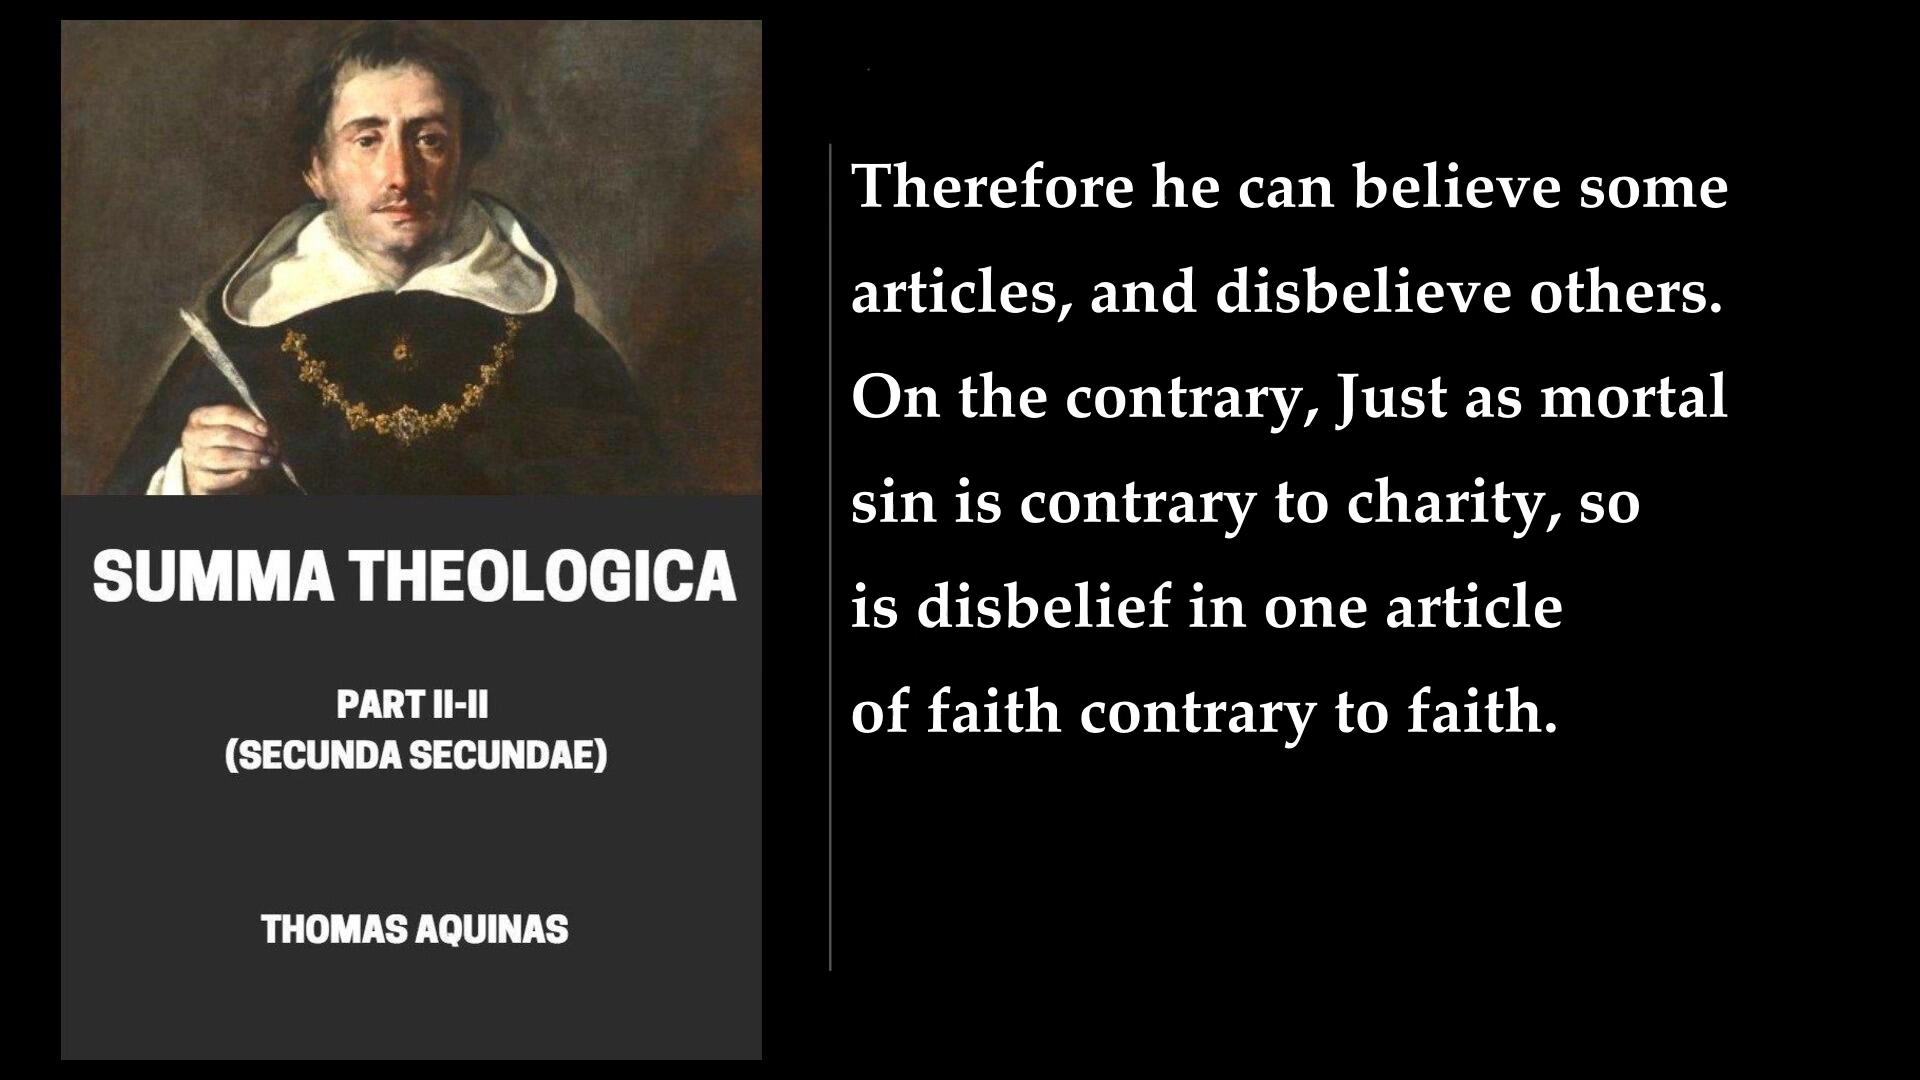 SUMMA THEOLOGICA
PART II-II
(SECUNDA SECUNDAE)
THOMAS AQUINAS
Therefore he can believe some
articles, and disbelieve others.
On the contrary, Just as mortal
sin is contrary to charity, so
is disbelief in one article
of faith contrary to faith.